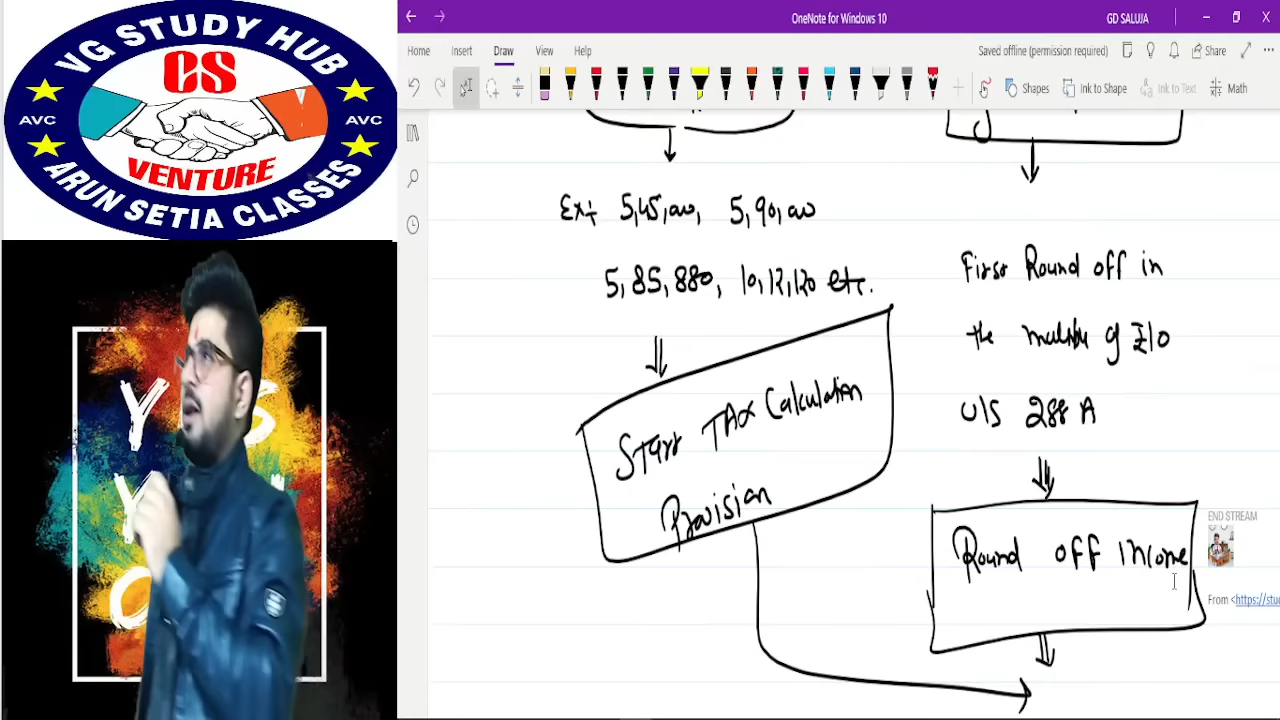 VG STUDY HUB
CS
AVC
AVC
VENTURE
ARUN SETIA CLASSES
OneNote for Windows 10
GD SALUJA
Home
Insert
Draw
View
Help
Saved offline (permission required)
Share
Shapes
Ink to Shape
Ink to Text
Math
Ex:- 5,45,000, 5,90,000
5,85,880, 10,12,120 etc.
Start TAX Calculation
Provision
First Round off in
the multiple of ₹10
U/S 288 A
Round off income
END STREAM
From <https://stu